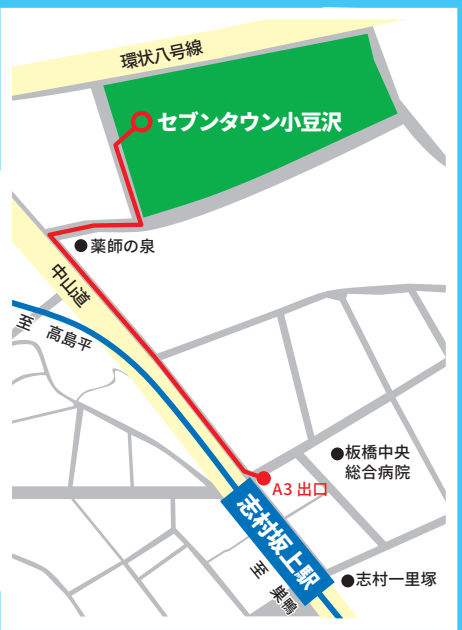 環状八号線
セブンタウン小豆沢
薬師の泉
中山道
至 高島平
板橋中央
総合病院
A3 出口
志村坂上駅
至 巣鴨
志村一里塚